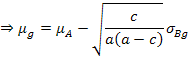 ⇒ μ_g = μ_A − √(c / (a(a − c))) σ_Bg